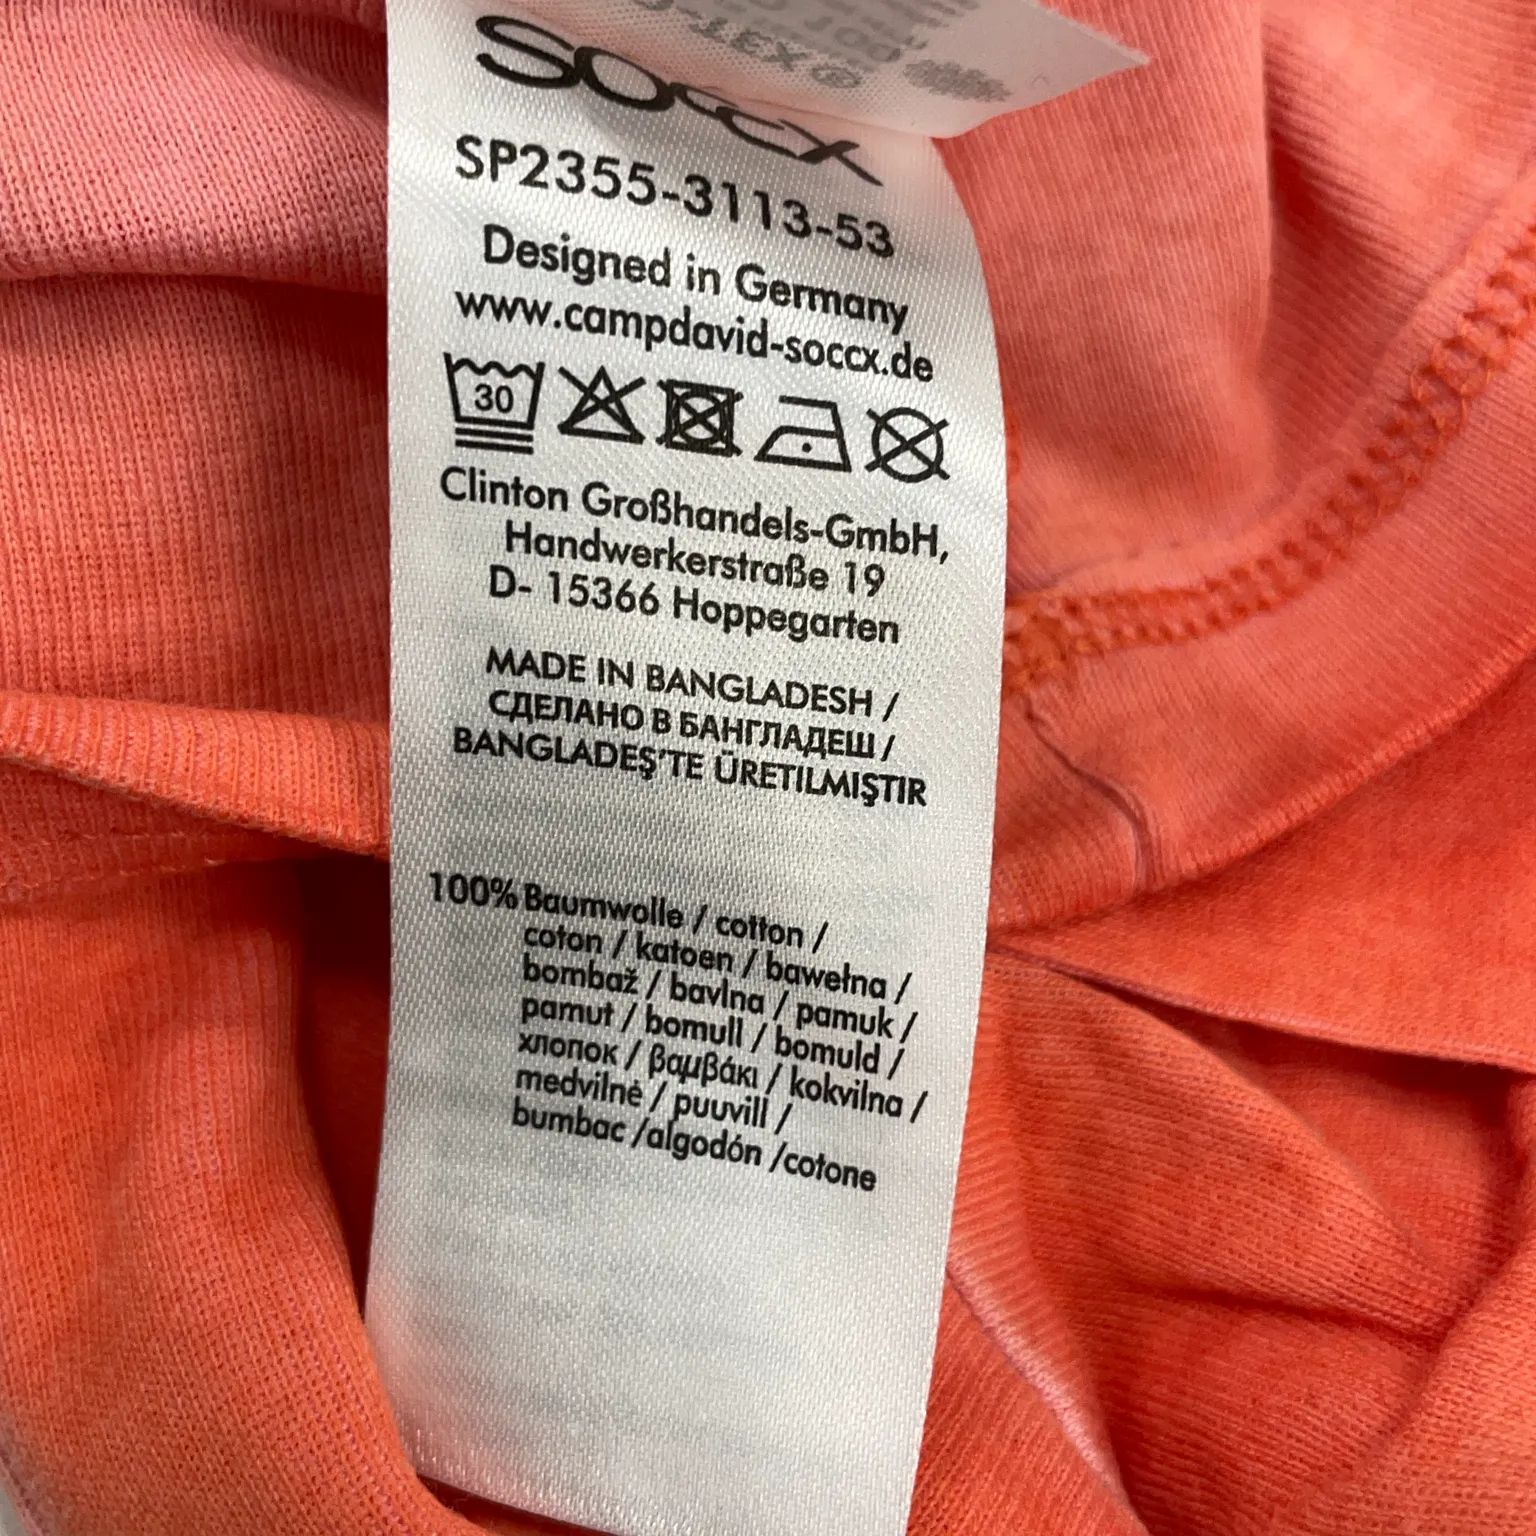 SOCCX
SP2355-3113-53
Designed in Germany
www.campdavid-soccx.de
30
Clinton Großhandels-GmbH,
Handwerkerstraße 19
D- 15366 Hoppegarten
MADE IN BANGLADESH /
СДЕЛАНО В БАНГЛАДЕШ /
BANGLADEŞ'TE ÜRETILMIŞTIR
100% Baumwolle / cotton /
coton / katoen / bawełna /
bombaž / bavlna / pamuk /
pamut / bomull / bomuld /
хлопок / βαμβάκι / kokvilna /
medvilnė / puuvill /
bumbac /algodón /cotone